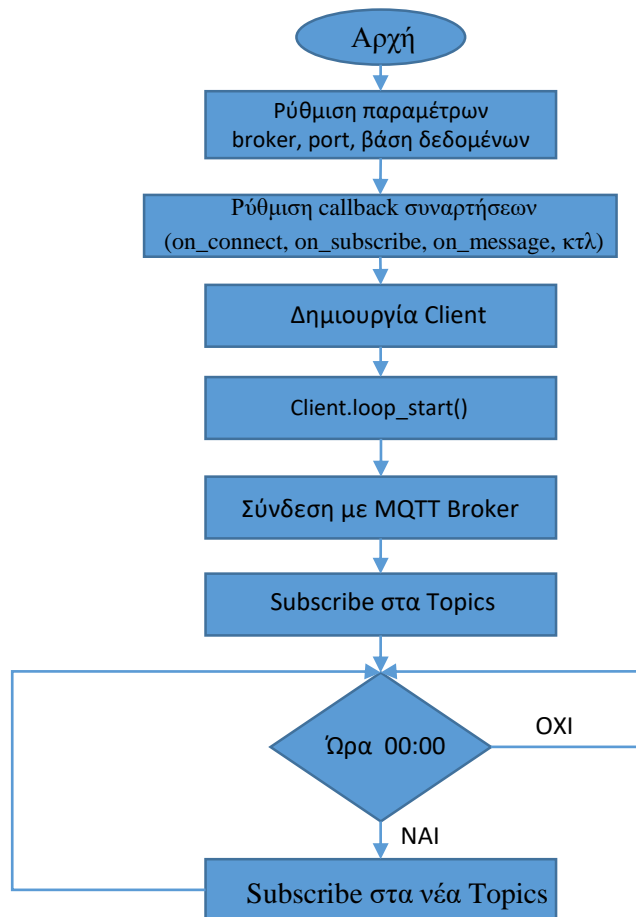 Αρχή
Ρύθμιση παραμέτρων
broker, port, βάση δεδομένων
Ρύθμιση callback συναρτήσεων
(on_connect, on_subscribe, on_message, κτλ)
Δημιουργία Client
Client.loop_start()
Σύνδεση με MQTT Broker
Subscribe στα Topics
Ώρα 00:00
ΟΧΙ
ΝΑΙ
Subscribe στα νέα Topics